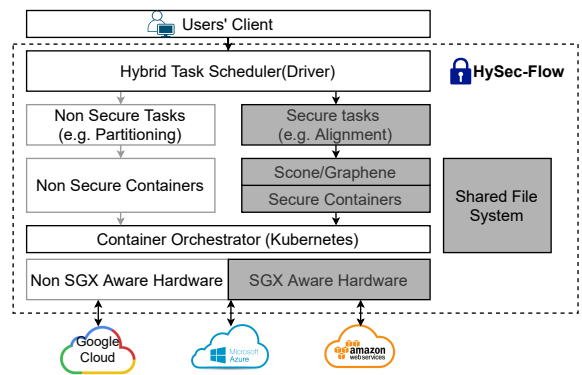 Users' Client
Hybrid Task Scheduler(Driver)
HySec-Flow
Non Secure Tasks
(e.g. Partitioning)
Secure tasks
(e.g. Alignment)
Non Secure Containers
Scone/Graphene
Secure Containers
Shared File
System
Container Orchestrator (Kubernetes)
Non SGX Aware Hardware
SGX Aware Hardware
Google
Cloud
Microsoft
Azure
amazon
webservices